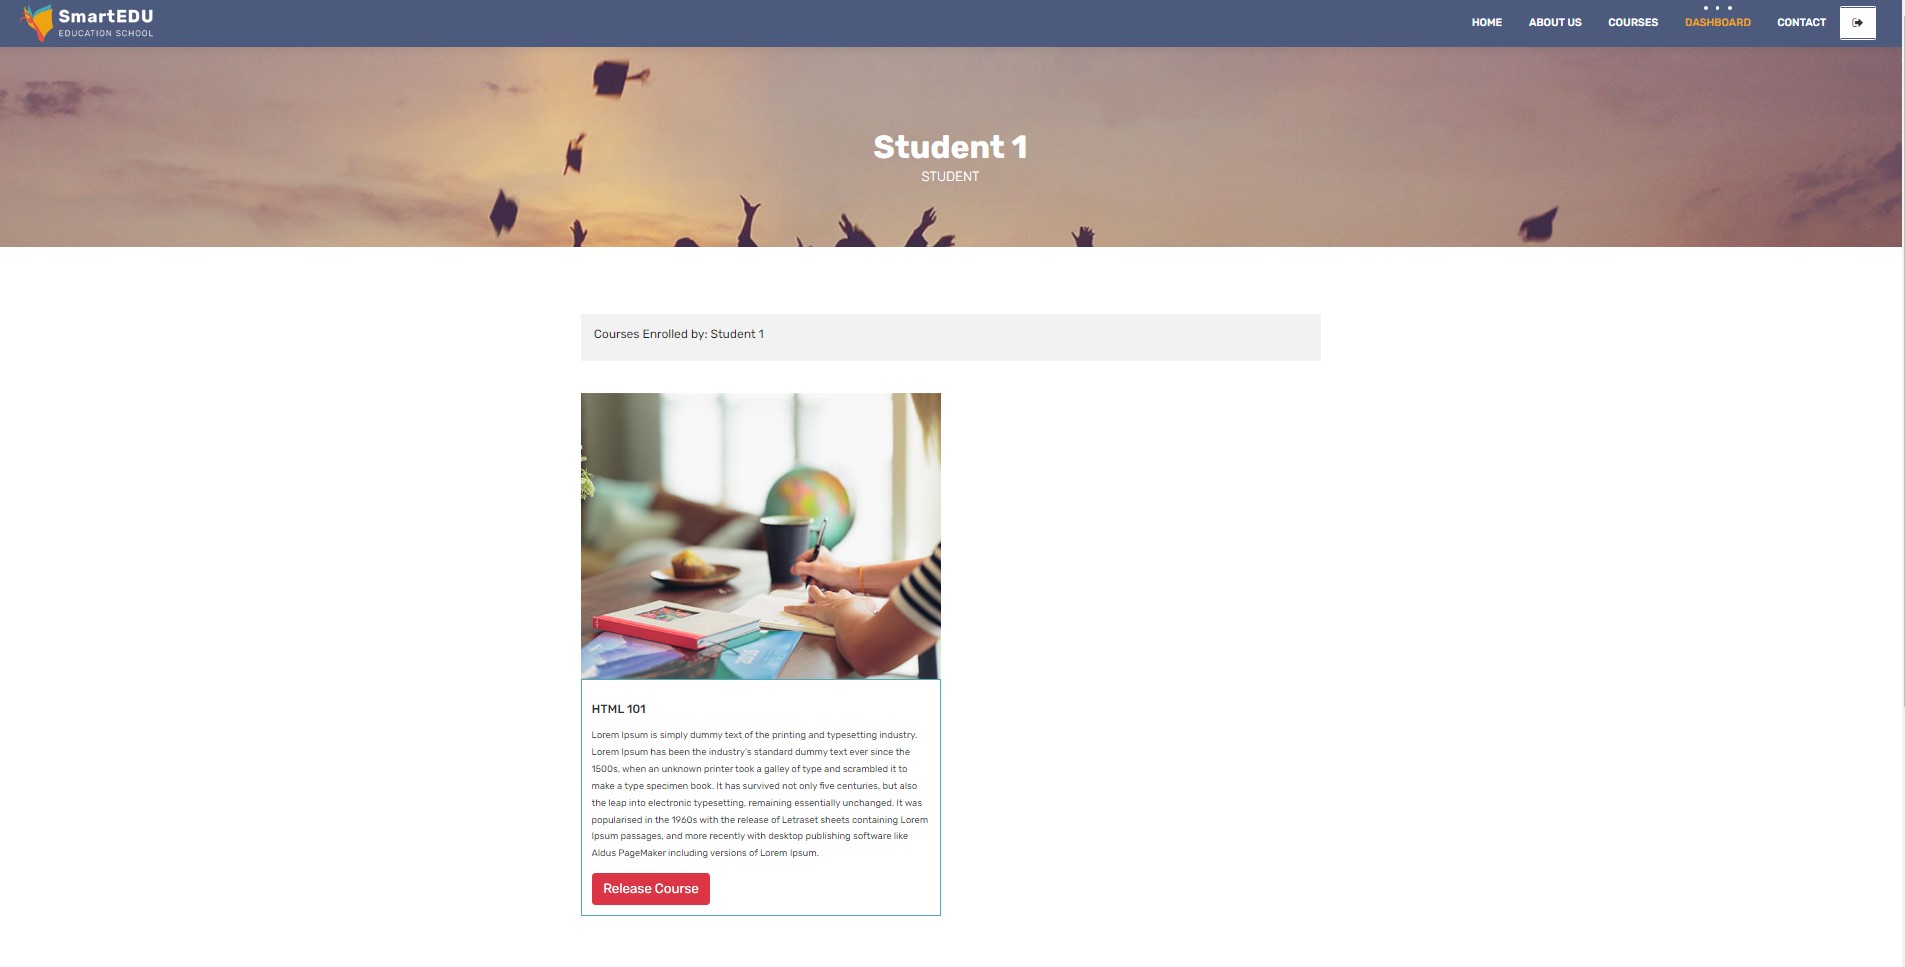 SmartEDU
EDUCATION SCHOOL
HOME ABOUT US COURSES DASHBOARD CONTACT
Student 1
STUDENT
Courses Enrolled by: Student 1
2016
HTML 101
Lorem Ipsum is simply dummy text of the printing and typesetting industry.
Lorem Ipsum has been the industry's standard dummy text ever since the
1500s, when an unknown printer took a galley of type and scrambled it to
make a type specimen book. It has survived not only five centuries, but also
the leap into electronic typesetting, remaining essentially unchanged. It was
popularised in the 1960s with the release of Letraset sheets containing Lorem
Ipsum passages, and more recently with desktop publishing software like
Aldus PageMaker including versions of Lorem Ipsum.
Release Course